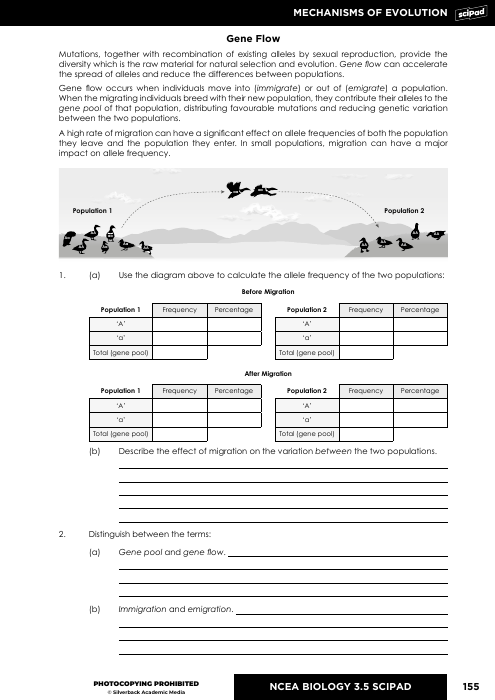 MECHANISMS OF EVOLUTION
scipad
Gene Flow
Mutations, together with recombination of existing alleles by sexual reproduction, provide the
diversity which is the raw material for natural selection and evolution. Gene flow can accelerate
the spread of alleles and reduce the differences between populations.
Gene flow occurs when individuals move into (immigrate) or out of (emigrate) a population.
When the migrating individuals breed with their new population, they contribute their alleles to the
gene pool of that population, distributing favourable mutations and reducing genetic variation
between the two populations.
A high rate of migration can have a significant effect on allele frequencies of both the population
they leave and the population they enter. In small populations, migration can have a major
impact on allele frequency.
Population 1
Population 2
1. (a) Use the diagram above to calculate the allele frequency of the two populations:
Before Migration
Population 1 Frequency Percentage Population 2 Frequency Percentage
'A' 'A'
'a' 'a'
Total (gene pool) Total (gene pool)
After Migration
Population 1 Frequency Percentage Population 2 Frequency Percentage
'A' 'A'
'a' 'a'
Total (gene pool) Total (gene pool)
(b) Describe the effect of migration on the variation between the two populations.
2. Distinguish between the terms:
(a) Gene pool and gene flow.
(b) Immigration and emigration.
PHOTOCOPYING PROHIBITED
© Silverback Academic Media
NCEA BIOLOGY 3.5 SCIPAD
155